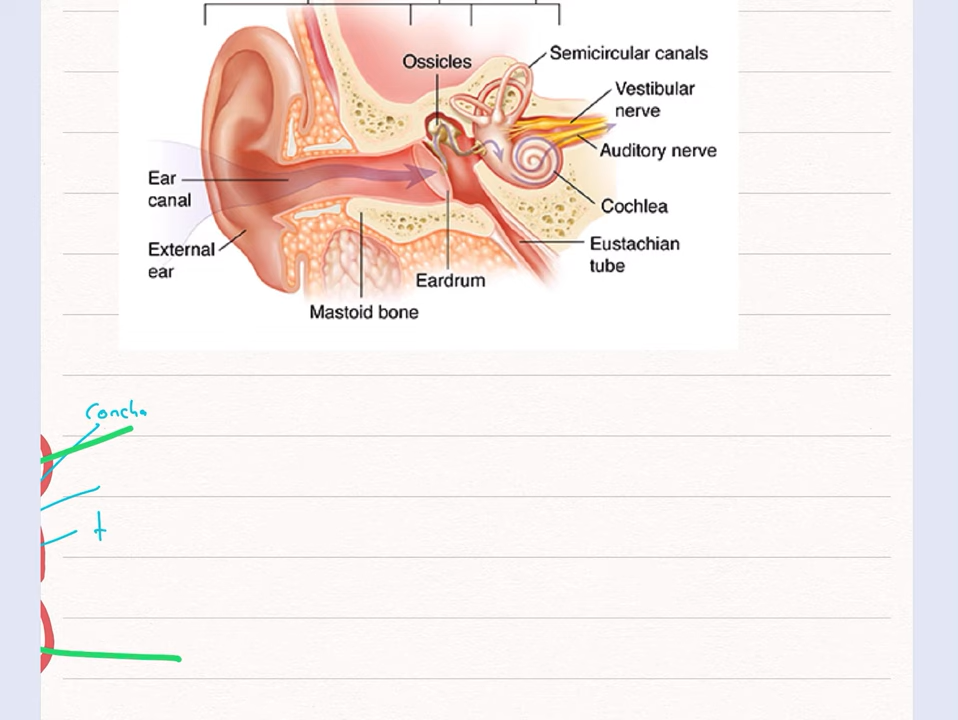 Ossicles
Semicircular canals
Vestibular
nerve
Auditory nerve
Ear
canal
Cochlea
External
ear
Eustachian
tube
Eardrum
Mastoid bone
Concha
t